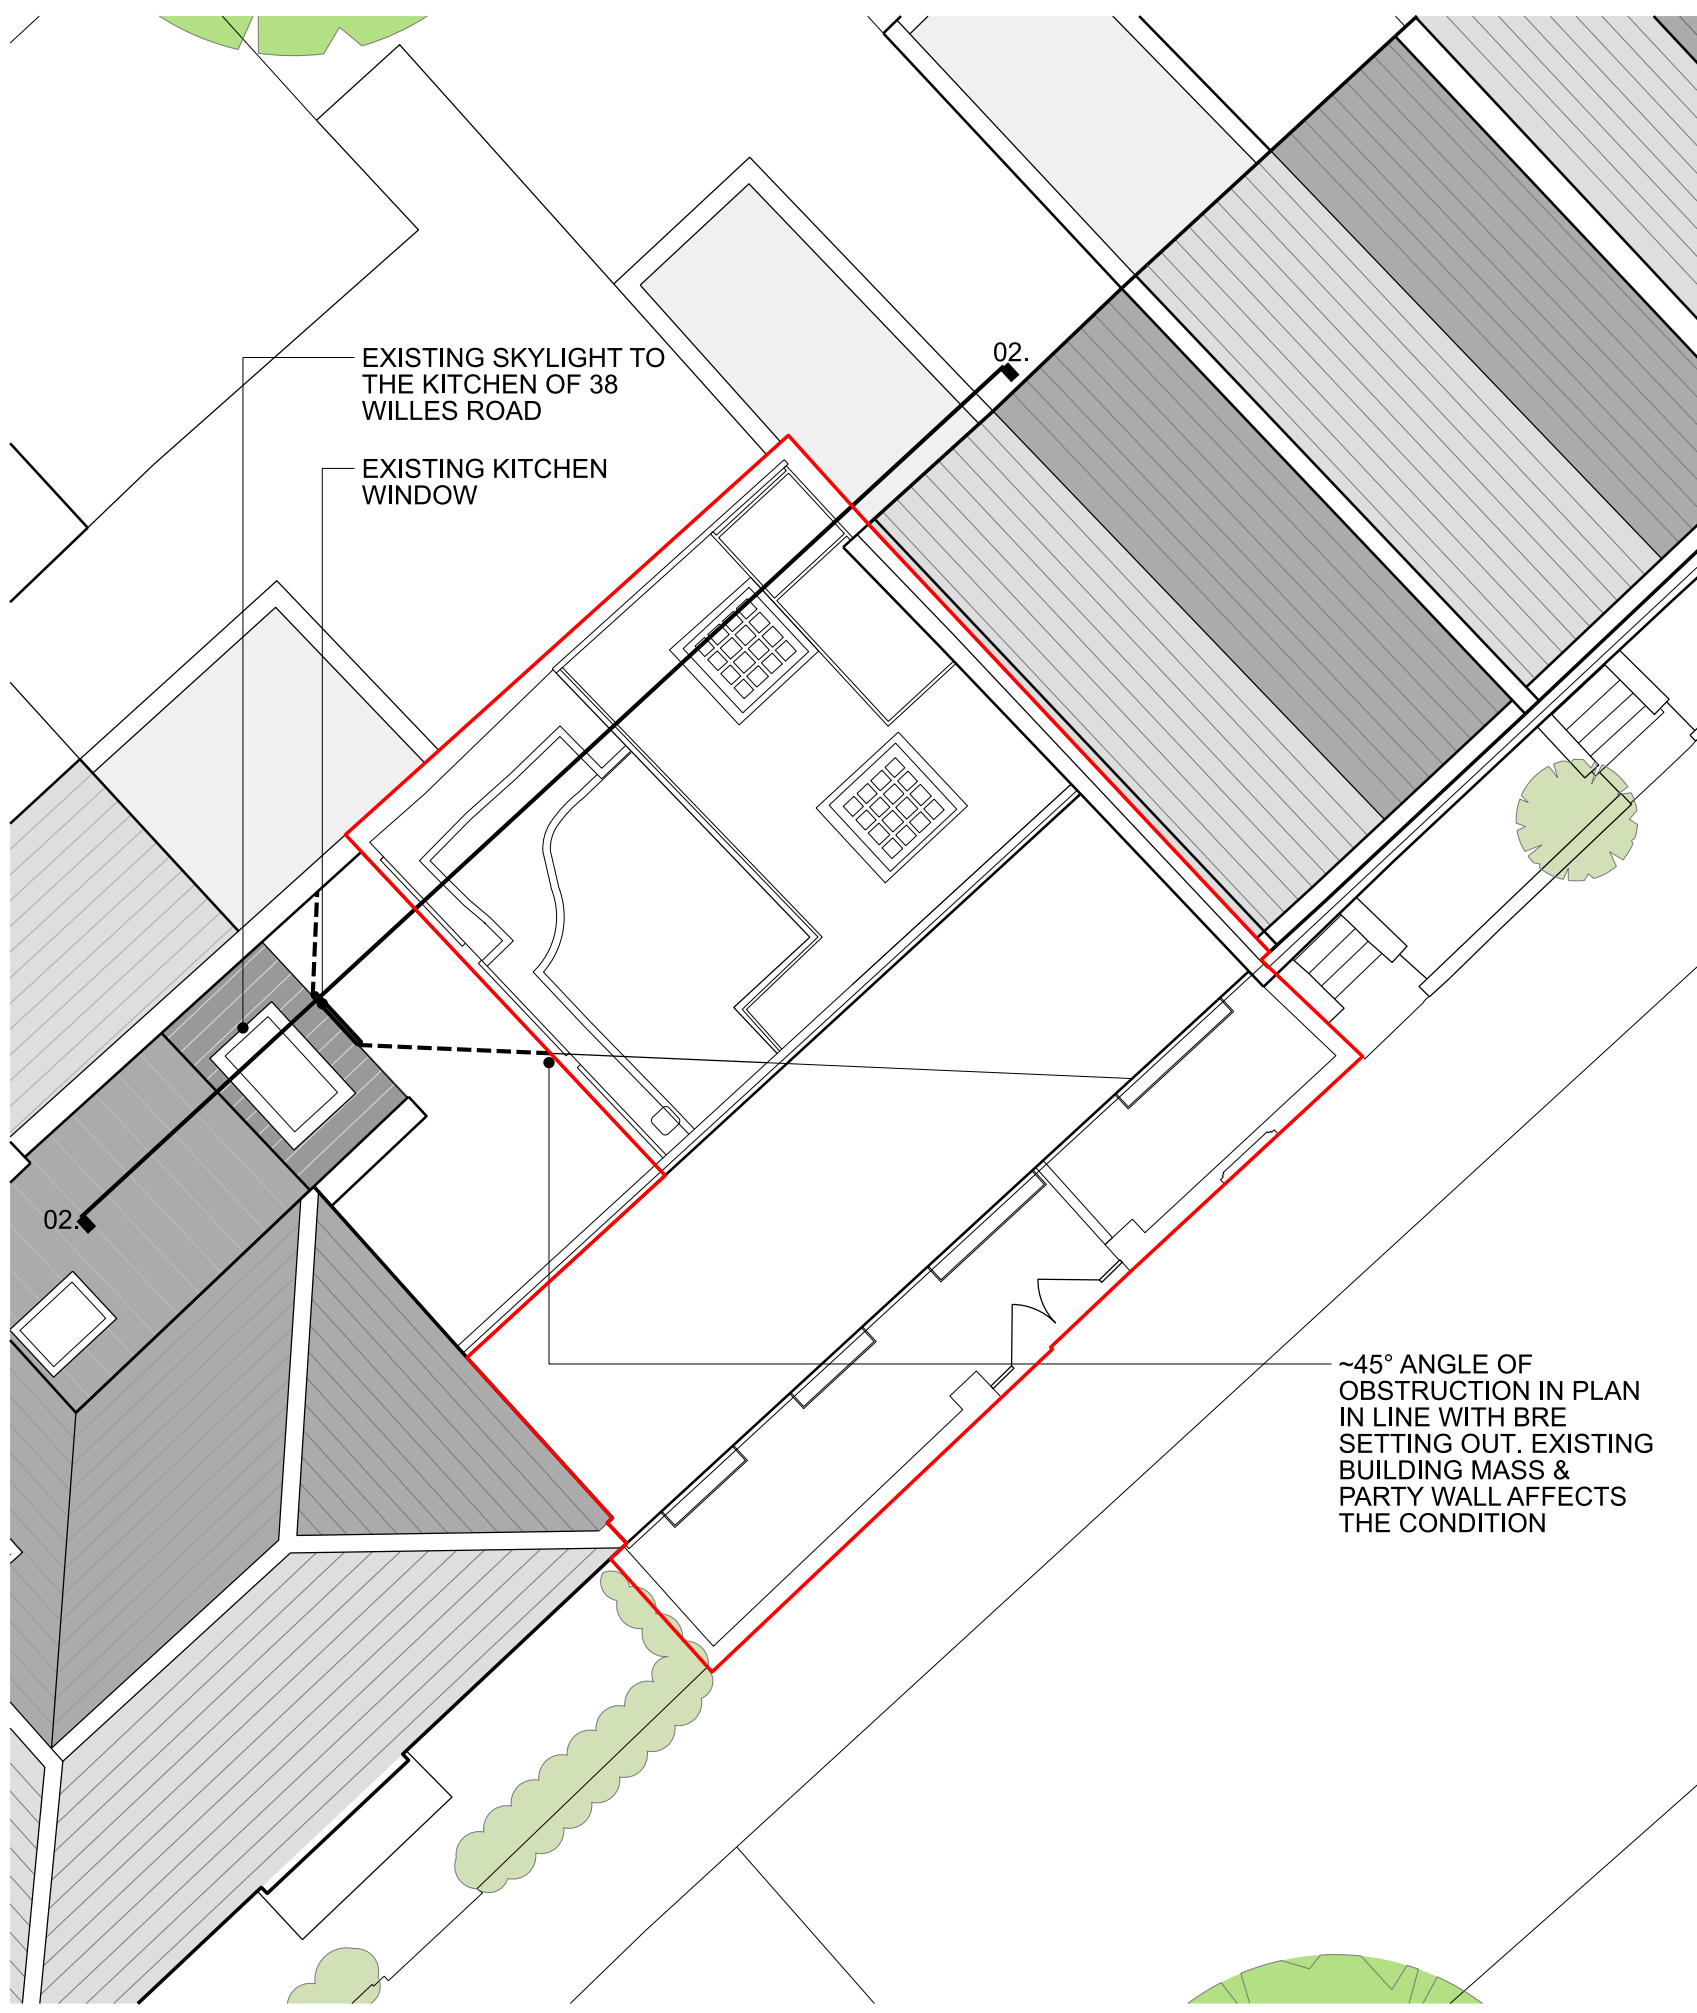 02.
EXISTING SKYLIGHT TO
THE KITCHEN OF 38
WILLES ROAD
EXISTING KITCHEN
WINDOW
02.
~45° ANGLE OF
OBSTRUCTION IN PLAN
IN LINE WITH BRE
SETTING OUT. EXISTING
BUILDING MASS &
PARTY WALL AFFECTS
THE CONDITION